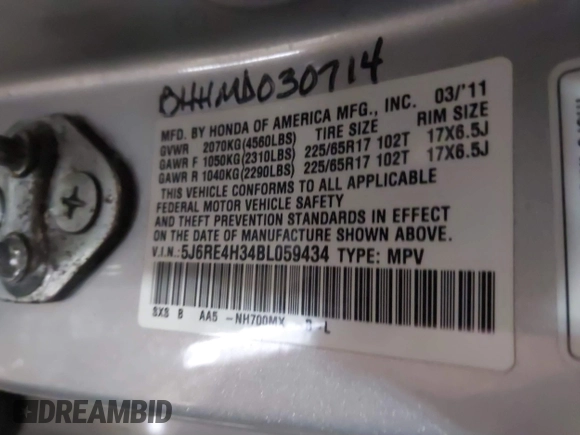 BHHMD030714
MFD. BY HONDA OF AMERICA MFG., INC. 03/'11
GVWR 2070KG(4560LBS) TIRE SIZE RIM SIZE
GAWR F 1050KG(2310LBS) 225/65R17 102T 17X6.5J
GAWR R 1040KG(2290LBS) 225/65R17 102T 17X6.5J
THIS VEHICLE CONFORMS TO ALL APPLICABLE
FEDERAL MOTOR VEHICLE SAFETY
AND THEFT PREVENTION STANDARDS IN EFFECT
ON THE DATE OF MANUFACTURE SHOWN ABOVE.
V.I.N.:5J6RE4H34BL059434 TYPE: MPV
SXS B AA5 -NH700MX B-L
DREAMBID